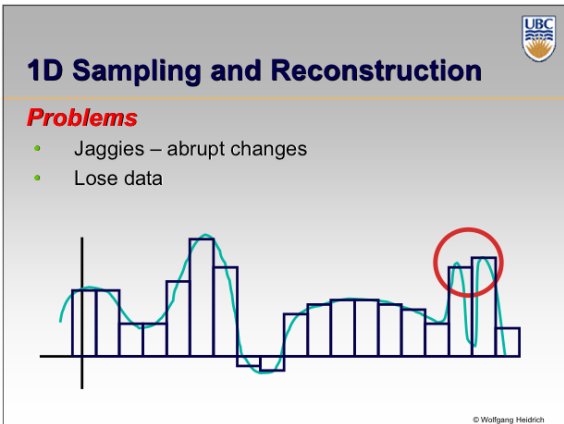 UBC
1D Sampling and Reconstruction
Problems
• Jaggies – abrupt changes
• Lose data
© Wolfgang Heidrich